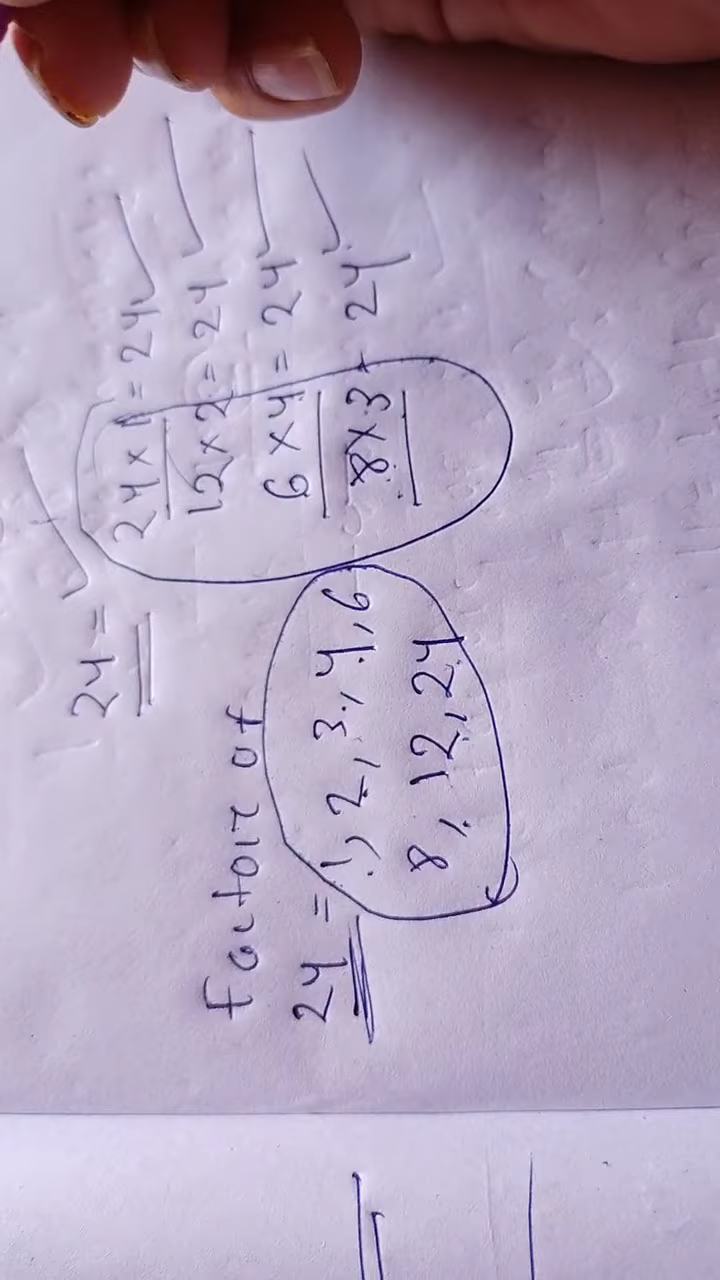 24 =
24 x 1 = 24
12 x 2 = 24
6 x 4 = 24
8 x 3 = 24
factor of
24 = 1, 2, 3, 4, 6
8, 12, 24